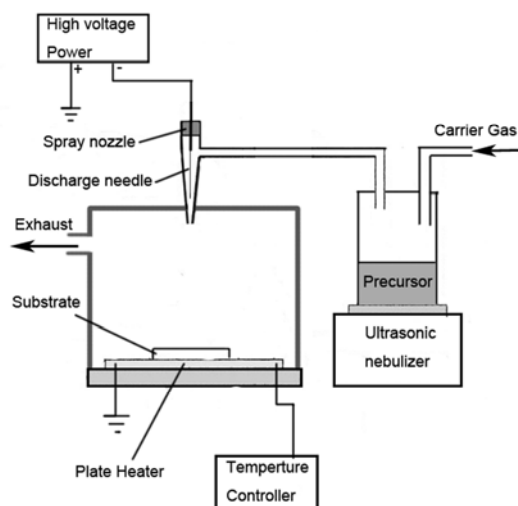 High voltage
Power
+ -
Spray nozzle
Carrier Gas
Discharge needle
Exhaust
Precursor
Substrate
Ultrasonic
nebulizer
Plate Heater
Temperture
Controller